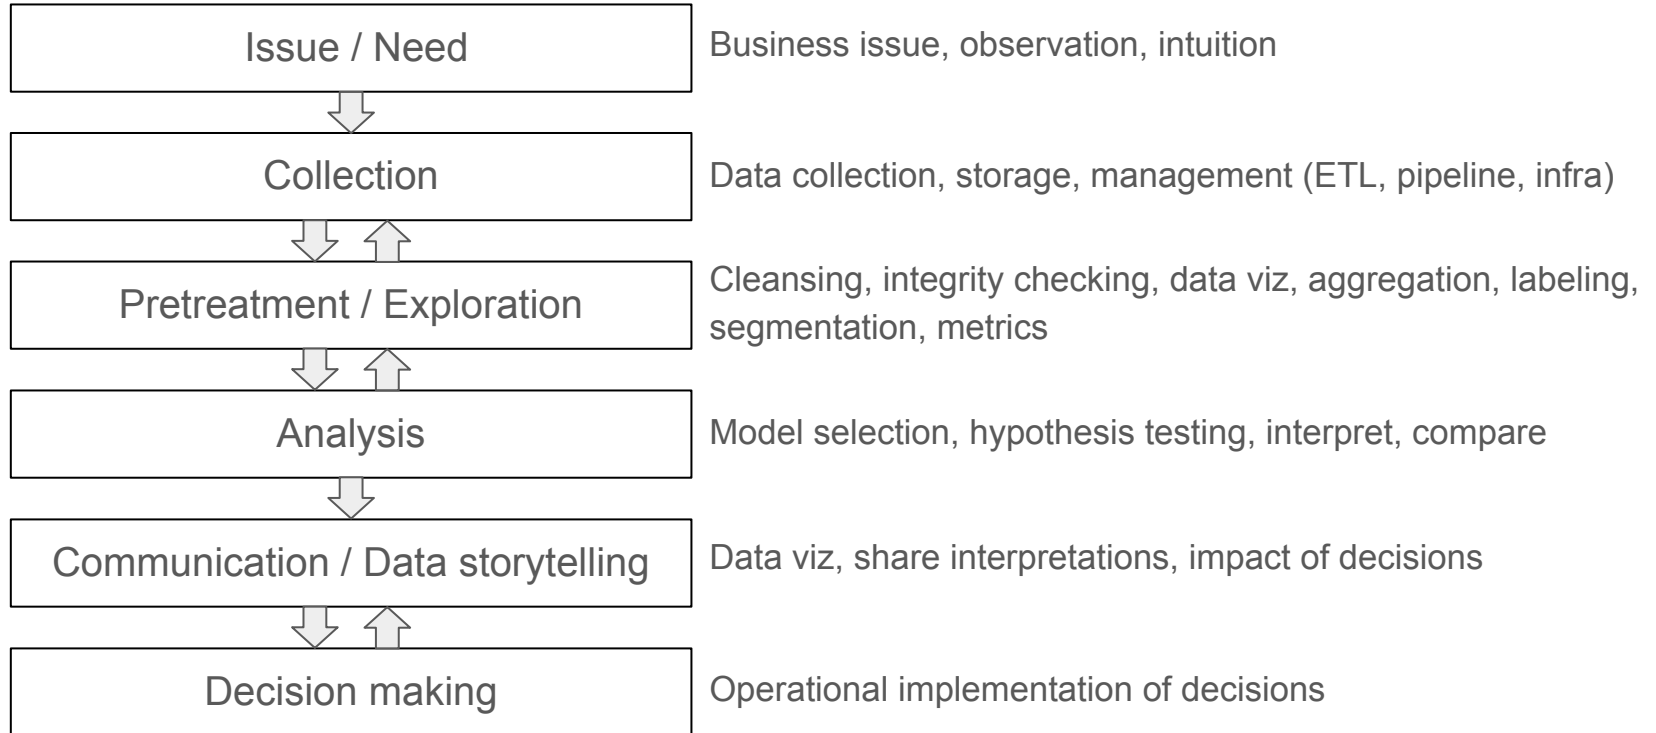 Issue / Need
Business issue, observation, intuition
Collection
Data collection, storage, management (ETL, pipeline, infra)
Pretreatment / Exploration
Cleansing, integrity checking, data viz, aggregation, labeling,
segmentation, metrics
Analysis
Model selection, hypothesis testing, interpret, compare
Communication / Data storytelling
Data viz, share interpretations, impact of decisions
Decision making
Operational implementation of decisions